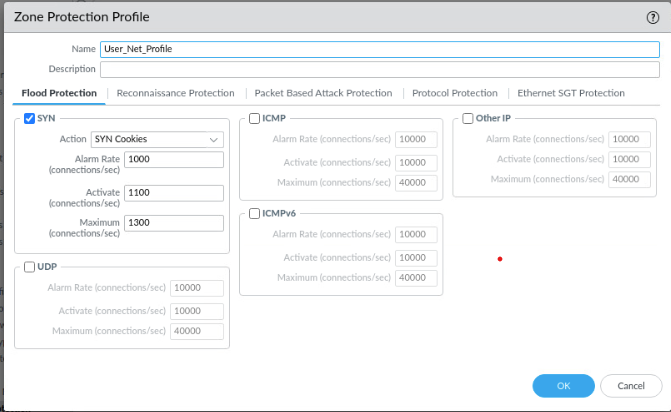 Zone Protection Profile
Name User_Net_Profile
Description
Flood Protection Reconnaissance Protection Packet Based Attack Protection Protocol Protection Ethernet SGT Protection
SYN
Action SYN Cookies
Alarm Rate (connections/sec) 1000
Activate (connections/sec) 1100
Maximum (connections/sec) 1300
UDP
Alarm Rate (connections/sec) 10000
Activate (connections/sec) 10000
Maximum (connections/sec) 40000
ICMP
Alarm Rate (connections/sec) 10000
Activate (connections/sec) 10000
Maximum (connections/sec) 40000
ICMPv6
Alarm Rate (connections/sec) 10000
Activate (connections/sec) 10000
Maximum (connections/sec) 40000
Other IP
Alarm Rate (connections/sec) 10000
Activate (connections/sec) 10000
Maximum (connections/sec) 40000
OK Cancel